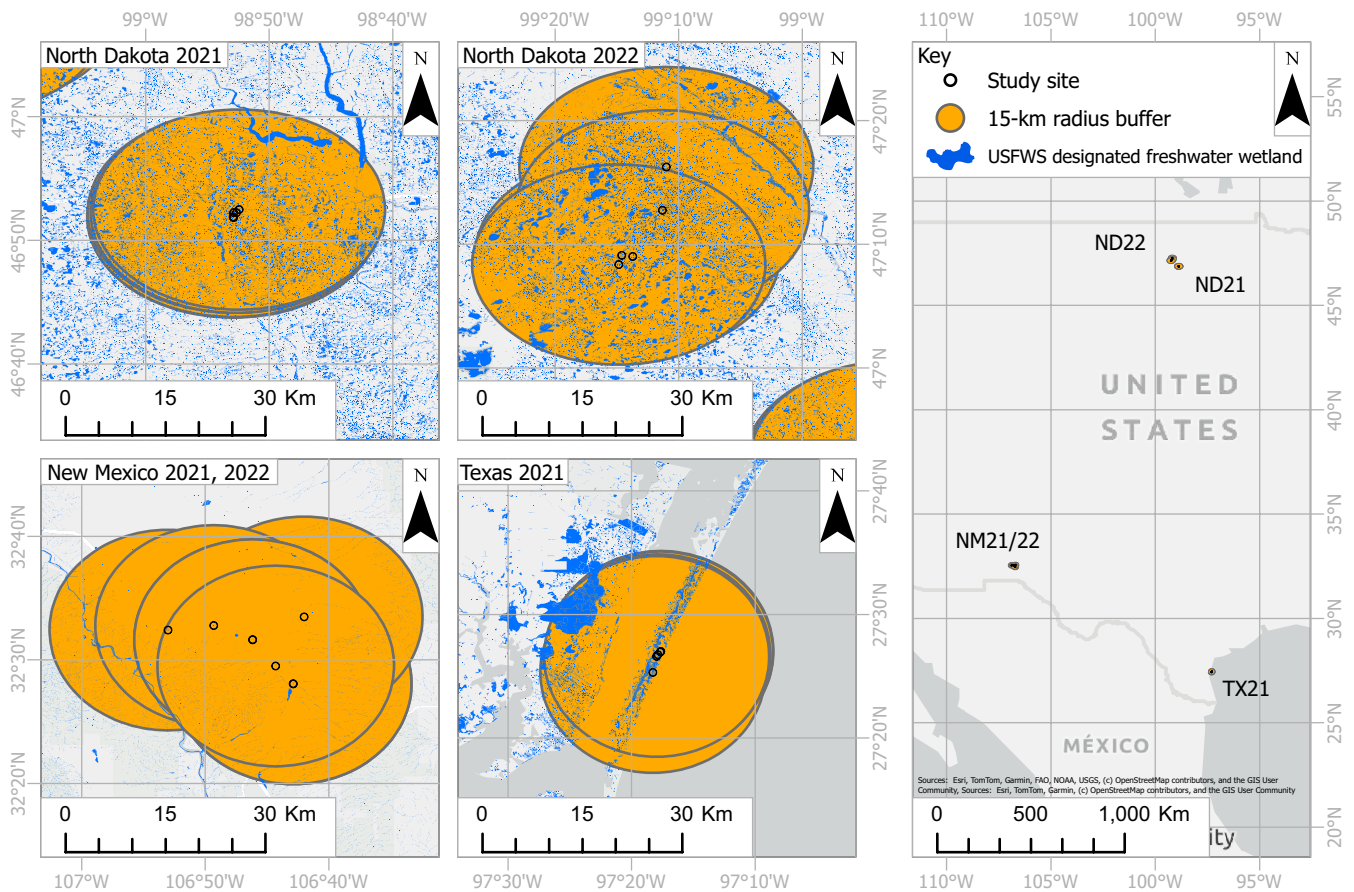 99°W 98°50'W 98°40'W 99°20'W 99°10'W 99°W 110°W 105°W 100°W 95°W
North Dakota 2021
N
47°N
46°50'N
46°40'N
0 15 30 Km
North Dakota 2022
N
47°20'N
47°10'N
47°N
0 15 30 Km
Key
N
Study site
15-km radius buffer
USFWS designated freshwater wetland
55°N
50°N
45°N
40°N
35°N
30°N
25°N
20°N
ND22
ND21
UNITED
STATES
NM21/22
TX21
MÉXICO
Sources: Esri, TomTom, Garmin, FAO, NOAA, USGS, (c) OpenStreetMap contributors, and the GIS User
Community, Sources: Esri, TomTom, Garmin, (c) OpenStreetMap contributors, and the GIS User Community
0 500 1,000 Km
ity
New Mexico 2021, 2022
N
32°40'N
32°30'N
32°20'N
0 15 30 Km
Texas 2021
N
27°40'N
27°30'N
27°20'N
0 15 30 Km
107°W 106°50'W 106°40'W 97°30'W 97°20'W 97°10'W 110°W 105°W 100°W 95°W